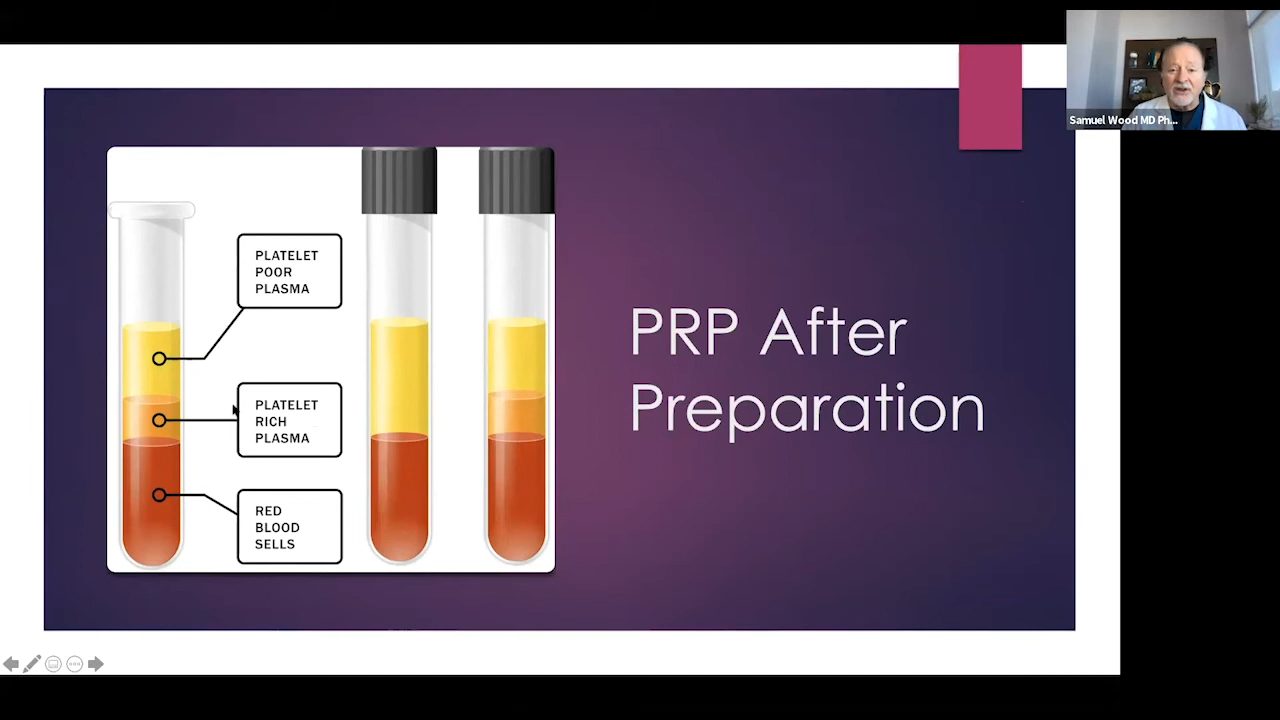 Samuel Wood MD Ph...
PLATELET
POOR
PLASMA
PLATELET
RICH
PLASMA
RED
BLOOD
SELLS
PRP After
Preparation